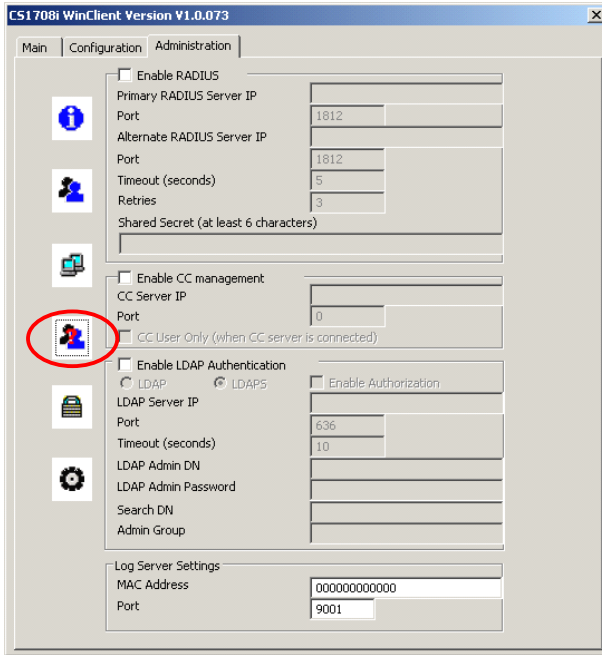 CS1708i WinClient Version V1.0.073
Main Configuration Administration
Enable RADIUS
Primary RADIUS Server IP
Port 1812
Alternate RADIUS Server IP
Port 1812
Timeout (seconds) 5
Retries 3
Shared Secret (at least 6 characters)
Enable CC management
CC Server IP
Port 0
CC User Only (when CC server is connected)
Enable LDAP Authentication
LDAP LDAPS Enable Authorization
LDAP Server IP
Port 636
Timeout (seconds) 10
LDAP Admin DN
LDAP Admin Password
Search DN
Admin Group
Log Server Settings
MAC Address 000000000000
Port 9001